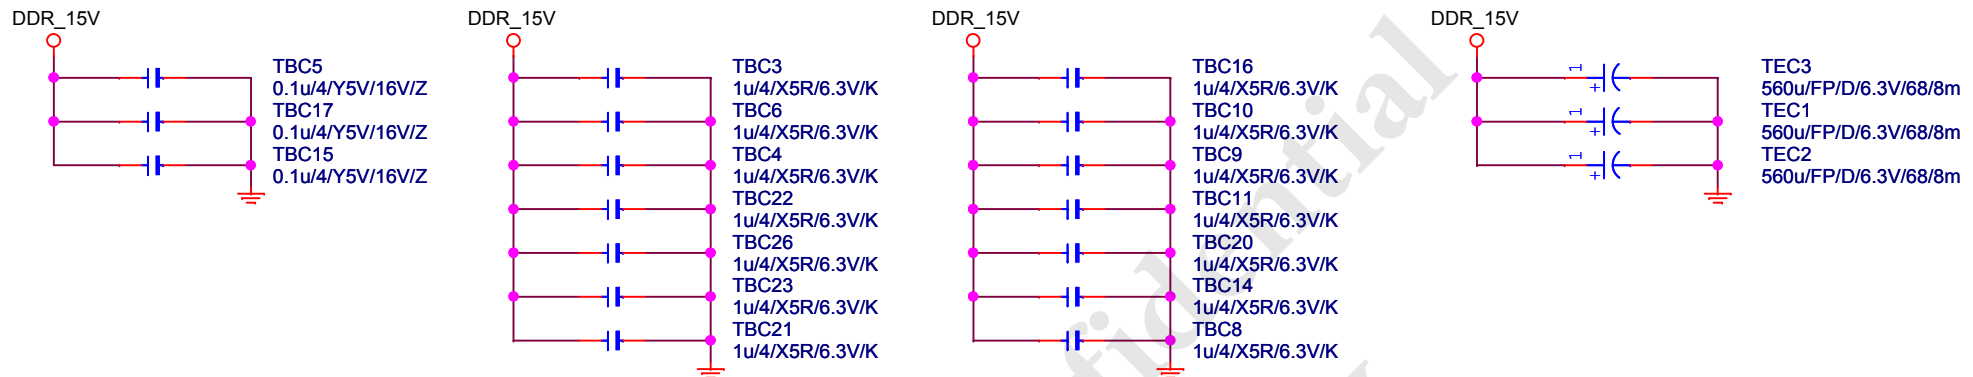 DDR_15V
TBC5
0.1u/4/Y5V/16V/Z
TBC17
0.1u/4/Y5V/16V/Z
TBC15
0.1u/4/Y5V/16V/Z
DDR_15V
TBC3
1u/4/X5R/6.3V/K
TBC6
1u/4/X5R/6.3V/K
TBC4
1u/4/X5R/6.3V/K
TBC22
1u/4/X5R/6.3V/K
TBC26
1u/4/X5R/6.3V/K
TBC23
1u/4/X5R/6.3V/K
TBC21
1u/4/X5R/6.3V/K
DDR_15V
TBC16
1u/4/X5R/6.3V/K
TBC10
1u/4/X5R/6.3V/K
TBC9
1u/4/X5R/6.3V/K
TBC11
1u/4/X5R/6.3V/K
TBC20
1u/4/X5R/6.3V/K
TBC14
1u/4/X5R/6.3V/K
TBC8
1u/4/X5R/6.3V/K
DDR_15V
1
+
TEC3
560u/FP/D/6.3V/68/8m
1
+
TEC1
560u/FP/D/6.3V/68/8m
1
+
TEC2
560u/FP/D/6.3V/68/8m
fidential